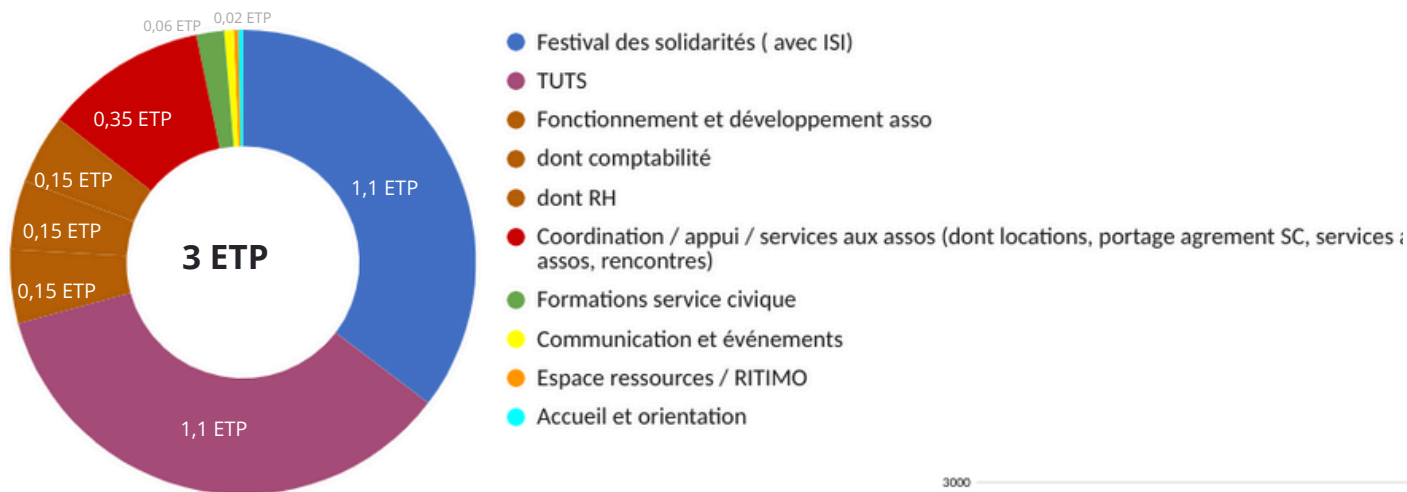 0,06 ETP
0,02 ETP
0,35 ETP
0,15 ETP
0,15 ETP
0,15 ETP
1,1 ETP
1,1 ETP
3 ETP
Festival des solidarités ( avec ISI)
TUTS
Fonctionnement et développement asso
dont comptabilité
dont RH
Coordination / appui / services aux assos (dont locations, portage agrement SC, services
assos, rencontres)
Formations service civique
Communication et événements
Espace ressources / RITIMO
Accueil et orientation
3000